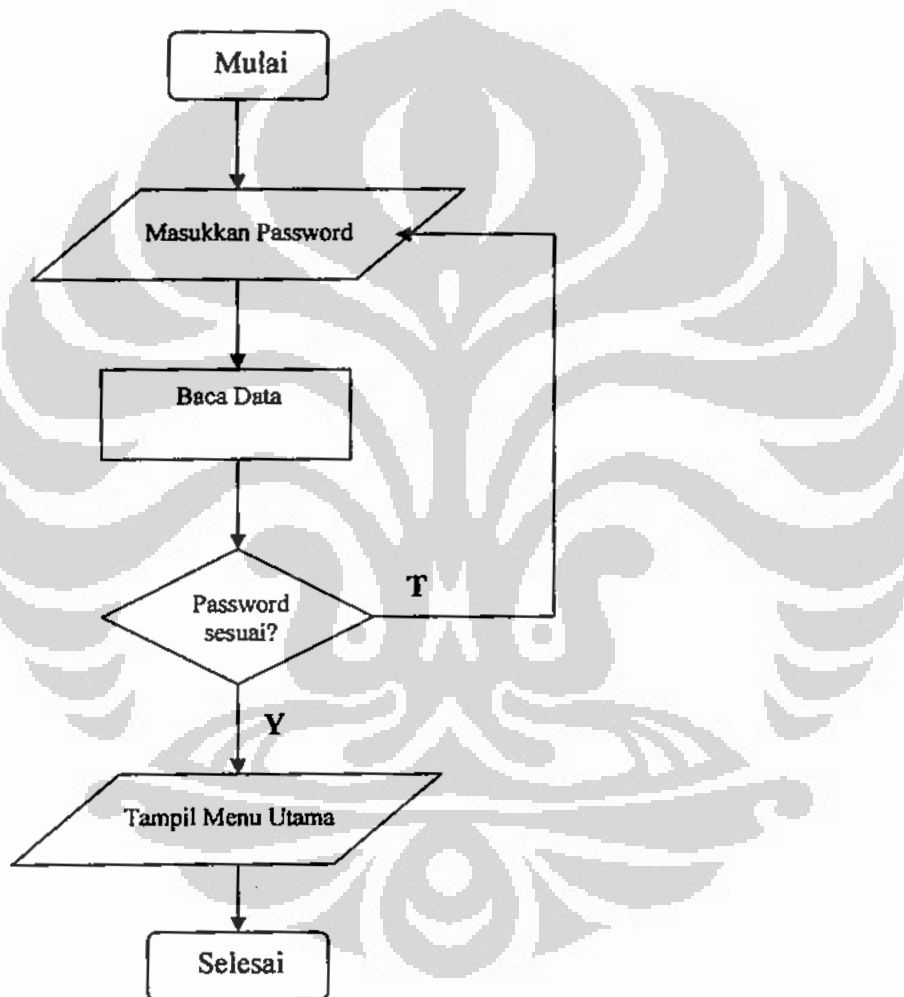 Mulai
Masukkan Password
Baca Data
Password
sesuai?
T
Y
Tampil Menu Utama
Selesai